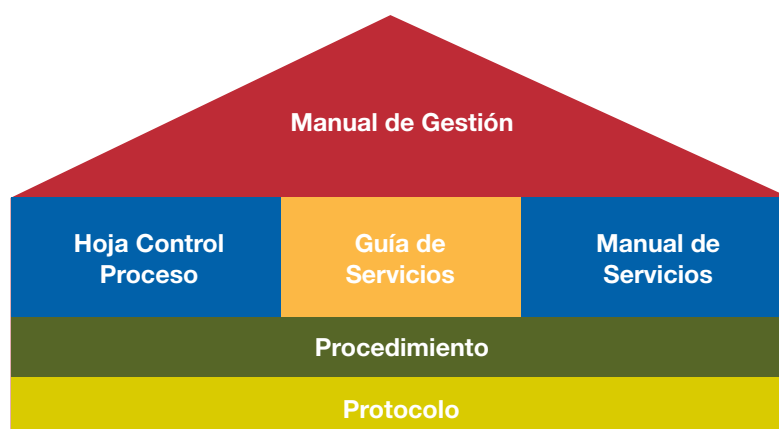 Manual de Gestión
Hoja Control
Proceso
Guía de
Servicios
Manual de
Servicios
Procedimiento
Protocolo